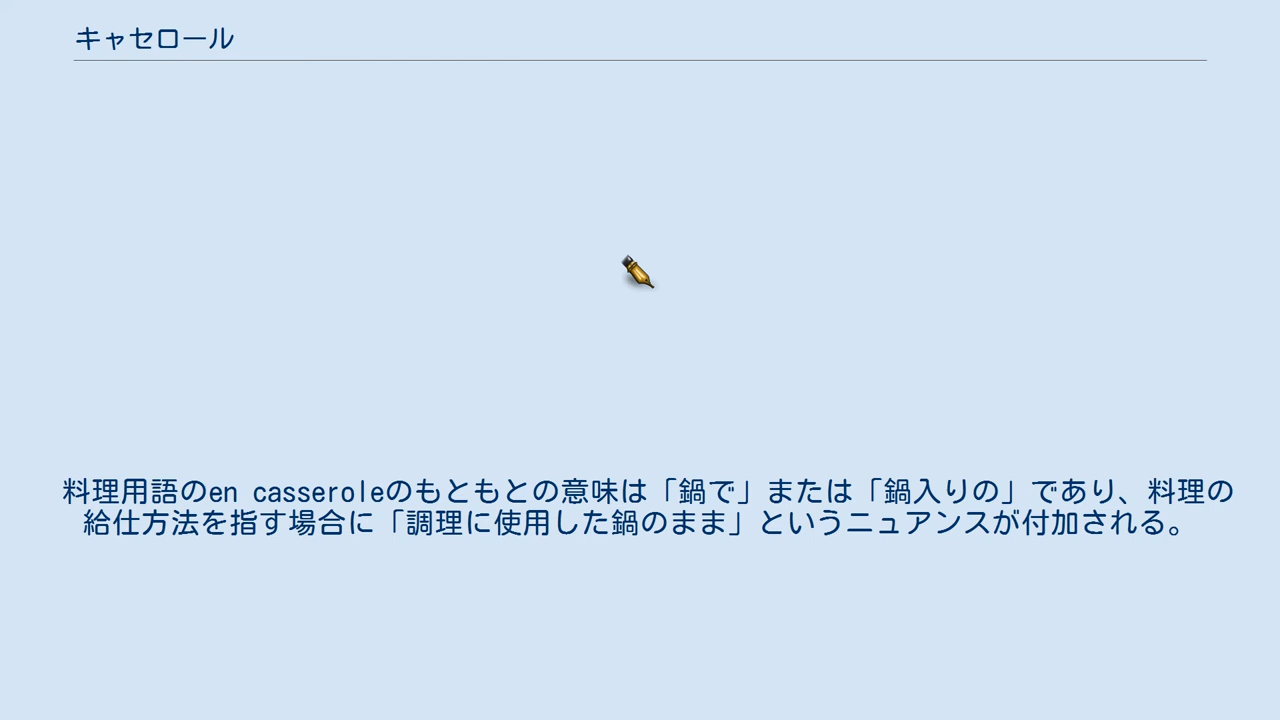 キャセロール
料理用語のen casseroleのもともとの意味は「鍋で」または「鍋入りの」であり、料理の
給仕方法を指す場合に「調理に使用した鍋のまま」というニュアンスが付加される。